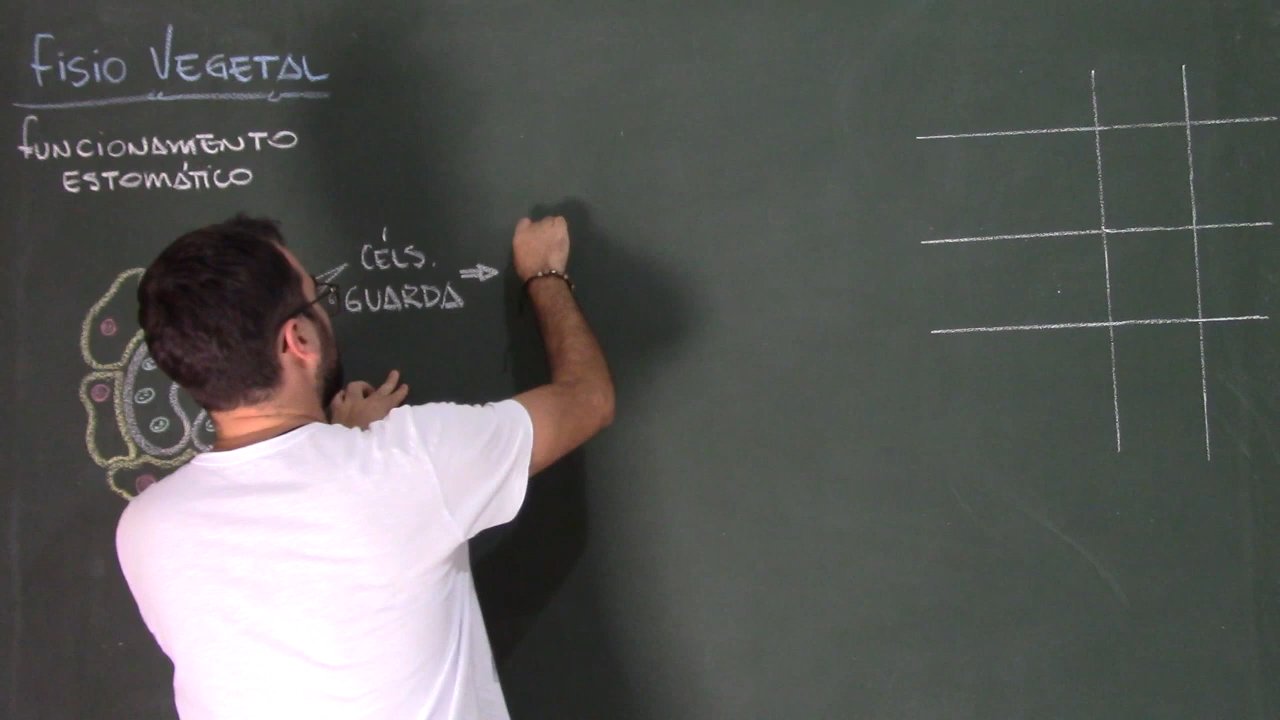 Fisio VEGETAL
FUNCIONAMENTO
ESTOMÁTICO
CÉLS.
GUARDA ⇒